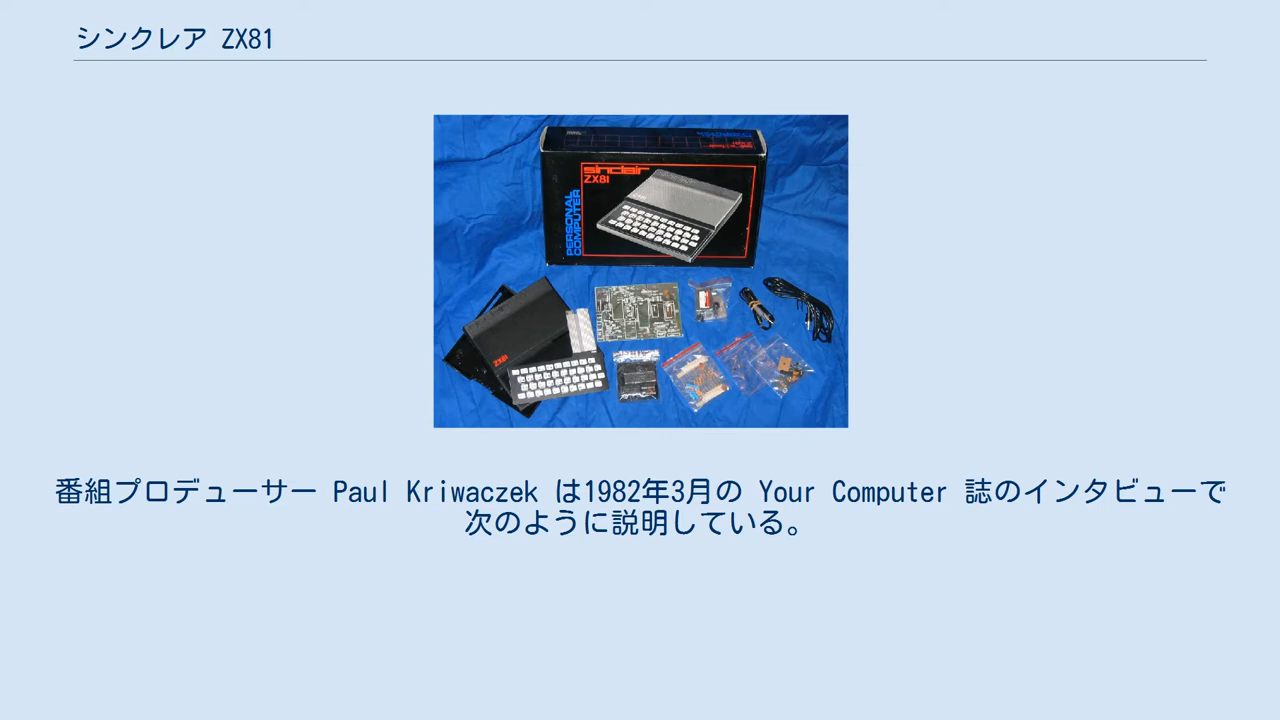 シンクレア ZX81
sinclair
ZX81
PERSONAL
COMPUTER
ZX81
番組プロデューサー Paul Kriwaczek は1982年3月の Your Computer 誌のインタビューで
次のように説明している。